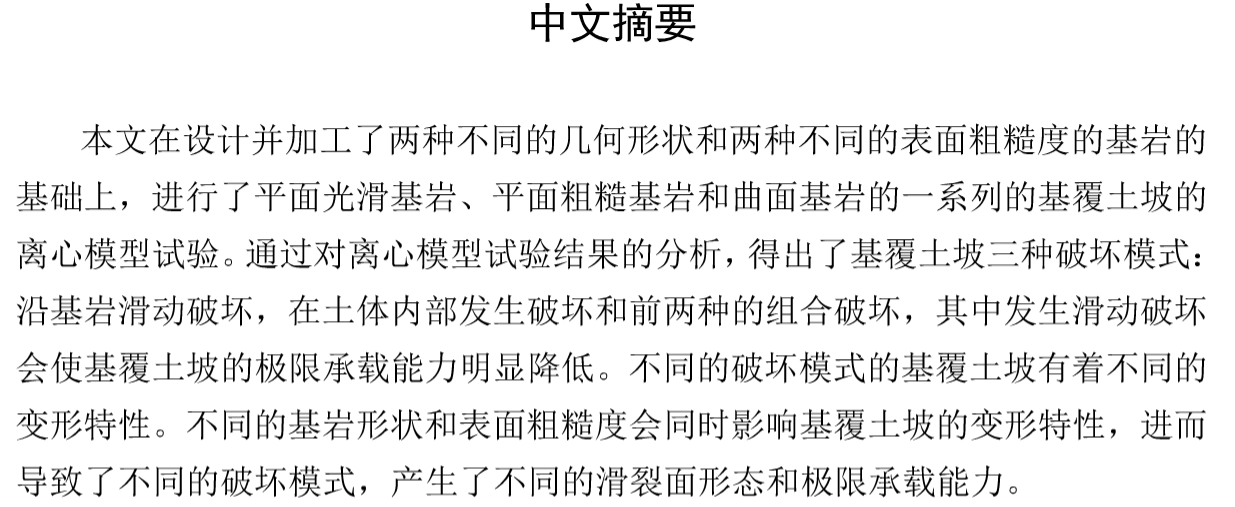 中文摘要
本文在设计并加工了两种不同的几何形状和两种不同的表面粗糙度的基岩的
基础上，进行了平面光滑基岩、平面粗糙基岩和曲面基岩的一系列的基覆土坡的
离心模型试验。通过对离心模型试验结果的分析，得出了基覆土坡三种破坏模式：
沿基岩滑动破坏，在土体内部发生破坏和前两种的组合破坏，其中发生滑动破坏
会使基覆土坡的极限承载能力明显降低。不同的破坏模式的基覆土坡有着不同的
变形特性。不同的基岩形状和表面粗糙度会同时影响基覆土坡的变形特性，进而
导致了不同的破坏模式，产生了不同的滑裂面形态和极限承载能力。